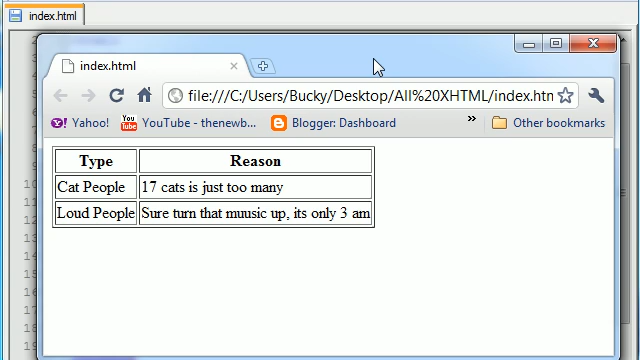 index.html
index.html
file:///C:/Users/Bucky/Desktop/All%20XHTML/index.htn
Yahoo! YouTube - thenewb... Blogger: Dashboard » Other bookmarks
Type Reason
Cat People 17 cats is just too many
Loud People Sure turn that muusic up, its only 3 am
19